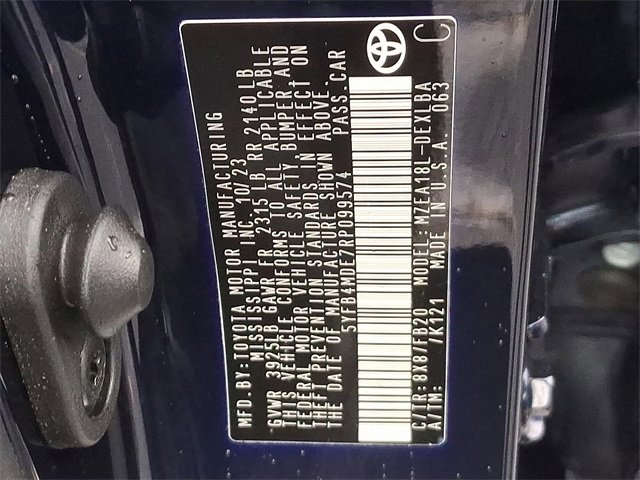 MFD. BY: TOYOTA MOTOR MANUFACTURING
MISSISSIPPI INC. 10/23
GVWR 3925LB GAWR FR 2315 LB RR 2140 LB
THIS VEHICLE CONFORMS TO ALL APPLICABLE
FEDERAL MOTOR VEHICLE SAFETY, BUMPER, AND
THEFT PREVENTION STANDARDS IN EFFECT ON
THE DATE OF MANUFACTURE SHOWN ABOVE.
5YFB4MDE7RP099574 PASS. CAR
C/TR: 8X8/FB20 MODEL: MZEA18L-DEXLBA
A/TM: /K121 MADE IN U.S.A. 063
C